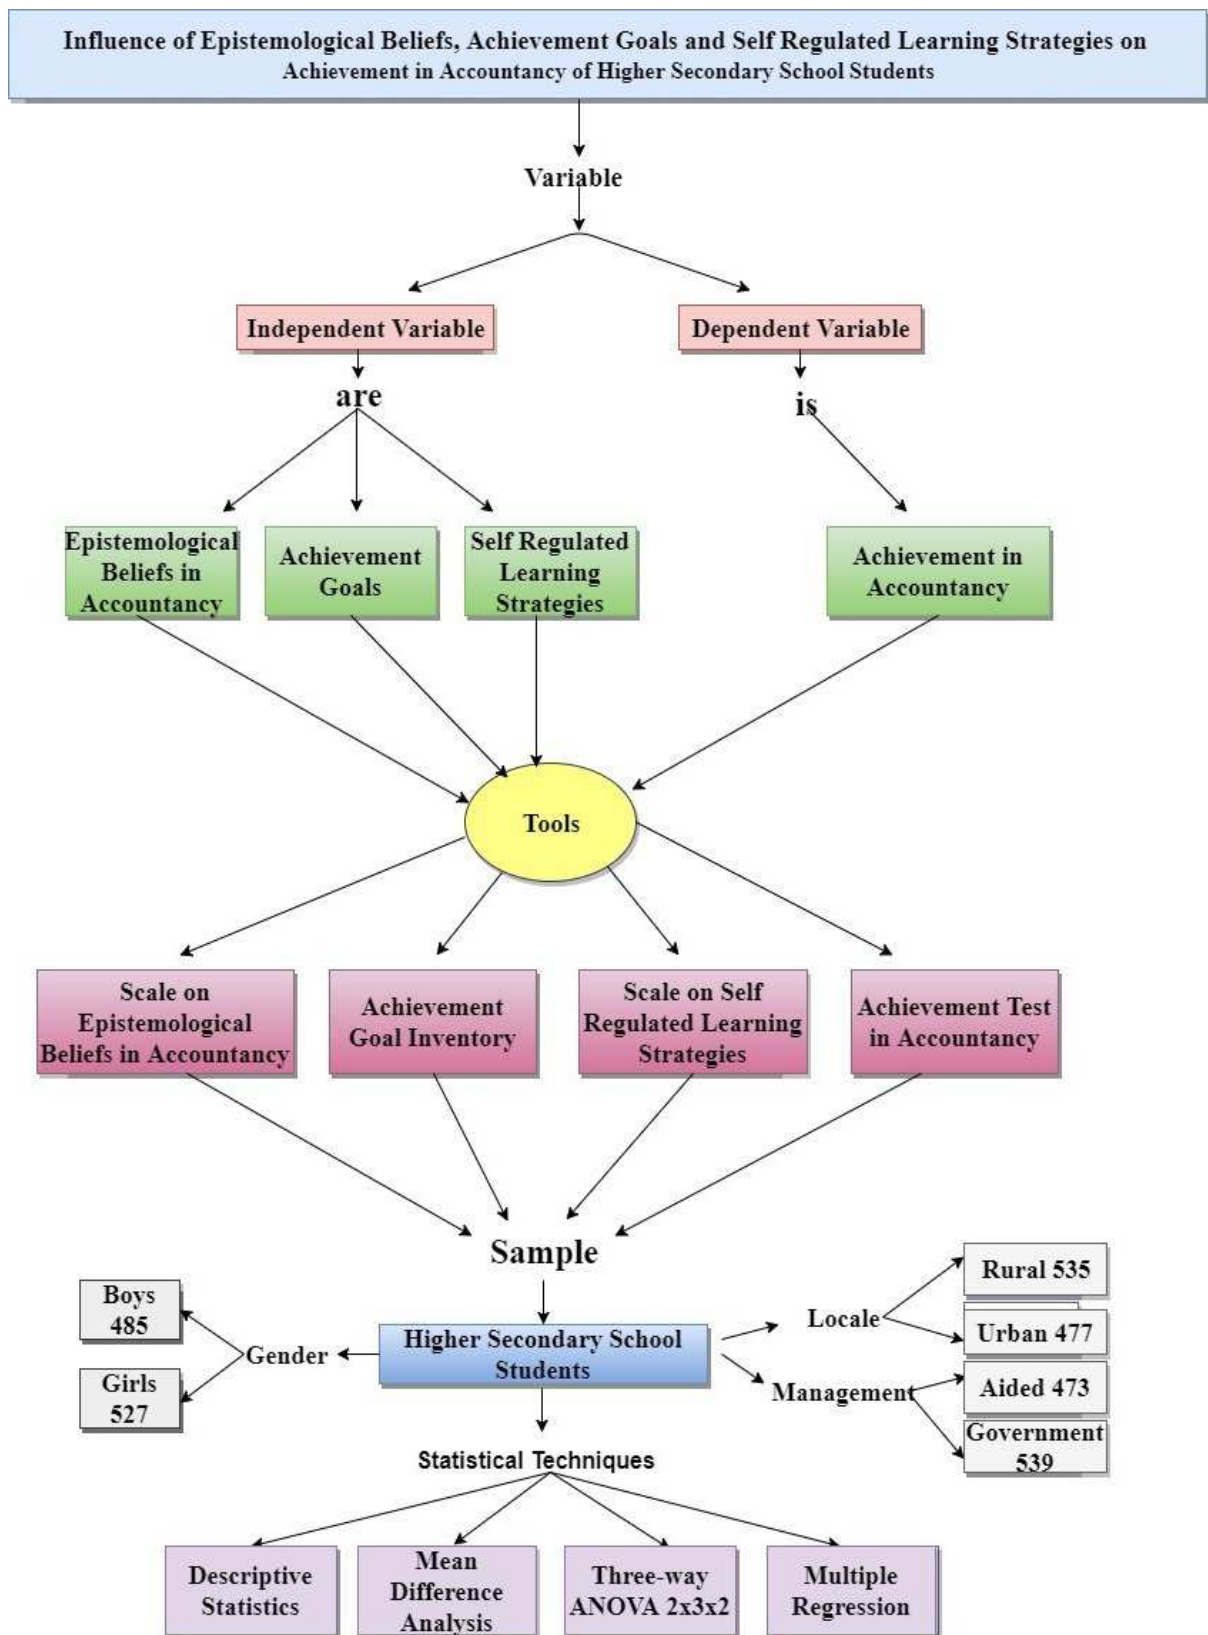 Influence of Epistemological Beliefs, Achievement Goals and Self Regulated Learning Strategies on
Achievement in Accountancy of Higher Secondary School Students
Variable
Independent Variable
Dependent Variable
are
is
Epistemological
Beliefs in
Accountancy
Achievement
Goals
Self Regulated
Learning
Strategies
Achievement in
Accountancy
Tools
Scale on
Epistemological
Beliefs in Accountancy
Achievement
Goal Inventory
Scale on Self
Regulated Learning
Strategies
Achievement Test
in Accountancy
Sample
Boys
485
Girls
527
Gender
Higher Secondary School
Students
Locale
Management
Rural 535
Urban 477
Aided 473
Government
539
Statistical Techniques
Descriptive
Statistics
Mean
Difference
Analysis
Three-way
ANOVA 2x3x2
Multiple
Regression